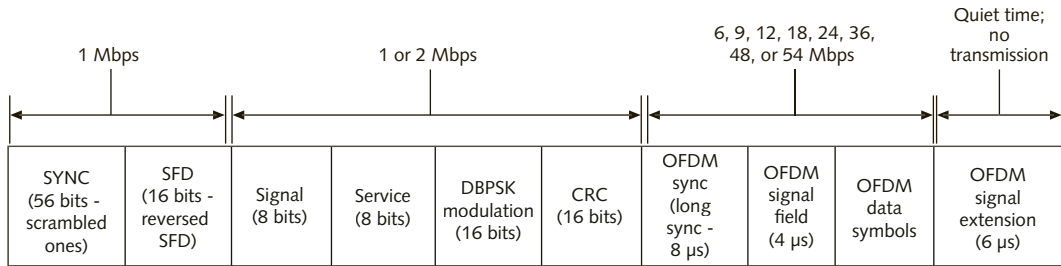 1 Mbps
1 or 2 Mbps
6, 9, 12, 18, 24, 36,
48, or 54 Mbps
Quiet time;
no
transmission
SYNC
(56 bits -
scrambled
ones)
SFD
(16 bits -
reversed
SFD)
Signal
(8 bits)
Service
(8 bits)
DBPSK
modulation
(16 bits)
CRC
(16 bits)
OFDM
sync
(long
sync -
8 µs)
OFDM
signal
field
(4 µs)
OFDM
data
symbols
OFDM
signal
extension
(6 µs)